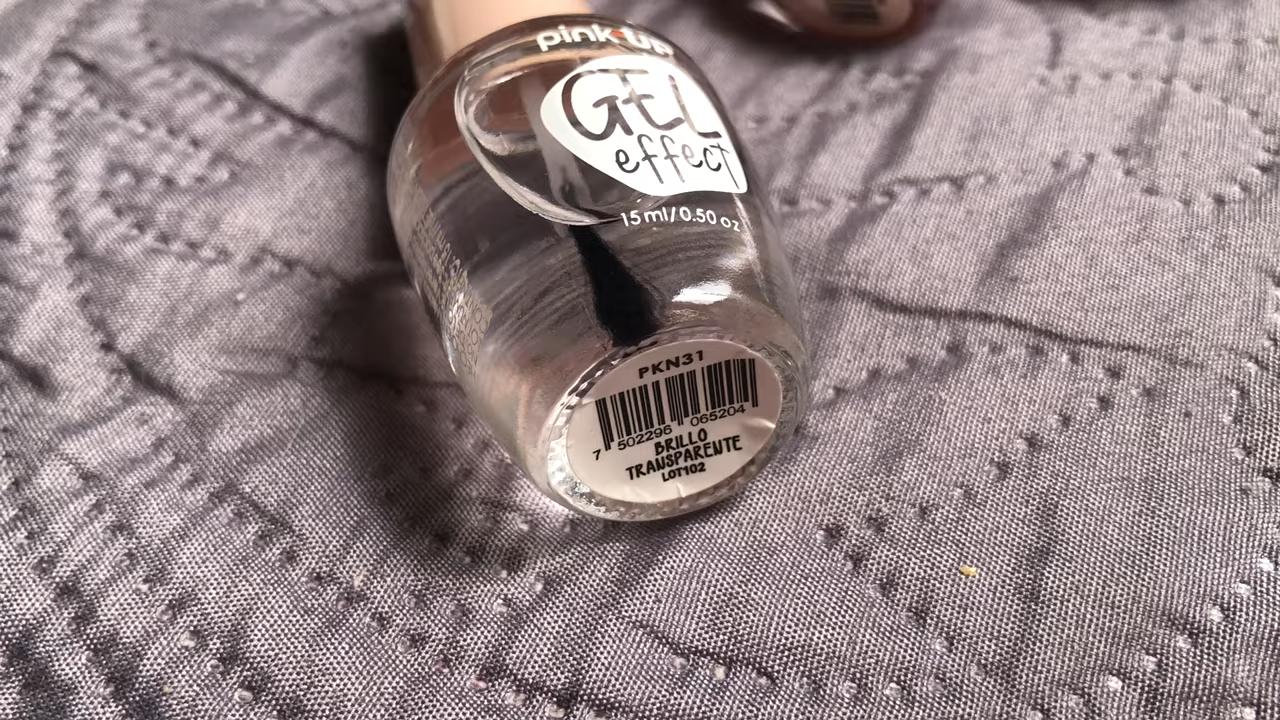 pink UP
GEL
effect
15 ml/0.50 oz
PKN31
7 502296 065204
BRILLO
TRANSPARENTE
LOT102